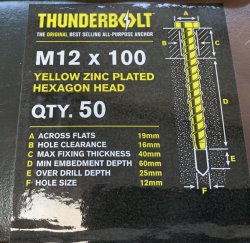 THUNDERBOLT
THE ORIGINAL BEST SELLING ALL-PURPOSE ANCHOR
M12 x 100
YELLOW ZINC PLATED
HEXAGON HEAD
QTY. 50
A ACROSS FLATS 19mm
B HOLE CLEARANCE 16mm
C MAX FIXING THICKNESS 40mm
D MIN EMBEDMENT DEPTH 60mm
E OVER DRILL DEPTH 25mm
F HOLE SIZE 12mm
A
B
C
D
E
F